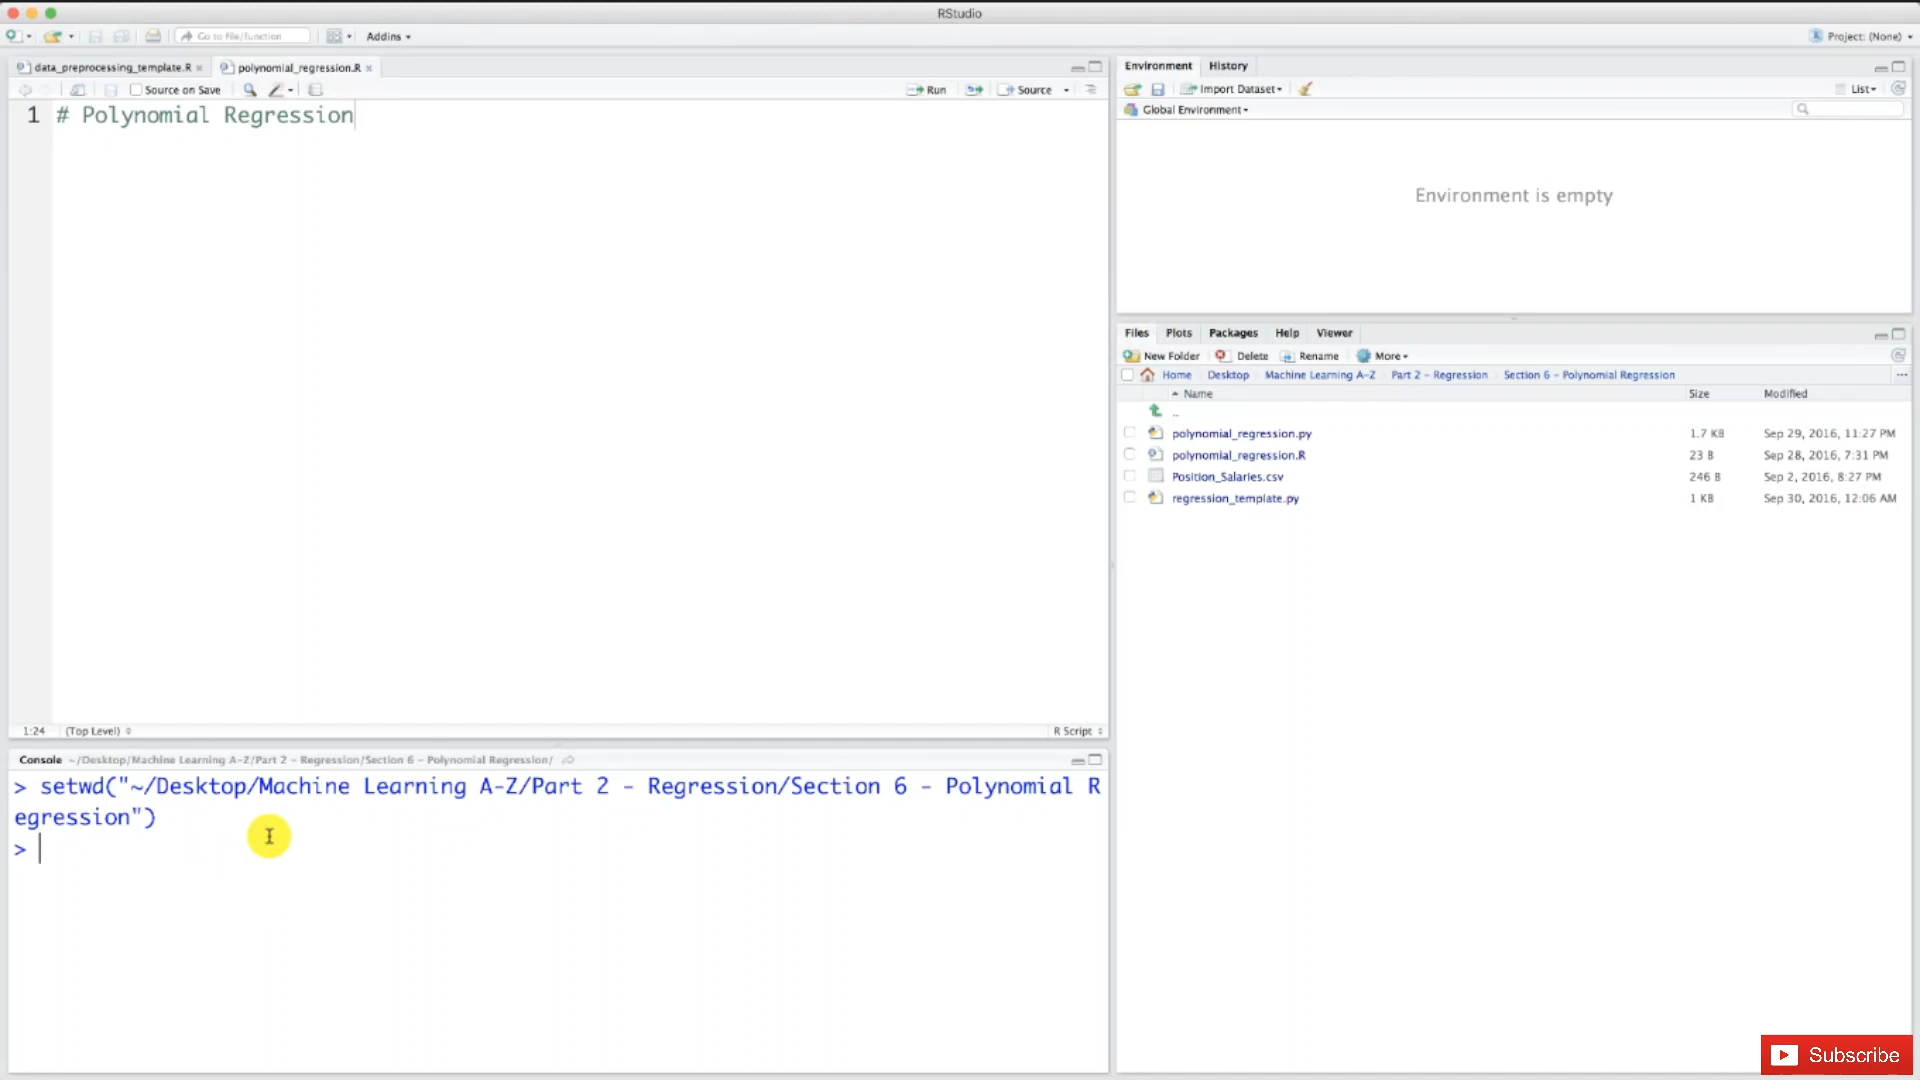 RStudio
Go to file/function
Addins
Project: (None)
data_preprocessing_template.R
polynomial_regression.R
Source on Save
Run
Source
1 # Polynomial Regression
1:24 (Top Level)
R Script
Console ~/Desktop/Machine Learning A-Z/Part 2 - Regression/Section 6 - Polynomial Regression/
> setwd("~/Desktop/Machine Learning A-Z/Part 2 - Regression/Section 6 - Polynomial R
egression")
>
Environment History
Import Dataset
List
Global Environment
Environment is empty
Files Plots Packages Help Viewer
New Folder Delete Rename More
Home Desktop Machine Learning A-Z Part 2 - Regression Section 6 - Polynomial Regression ...
Name Size Modified
..
polynomial_regression.py 1.7 KB Sep 29, 2016, 11:27 PM
polynomial_regression.R 23 B Sep 28, 2016, 7:31 PM
Position_Salaries.csv 246 B Sep 2, 2016, 8:27 PM
regression_template.py 1 KB Sep 30, 2016, 12:06 AM
Subscribe